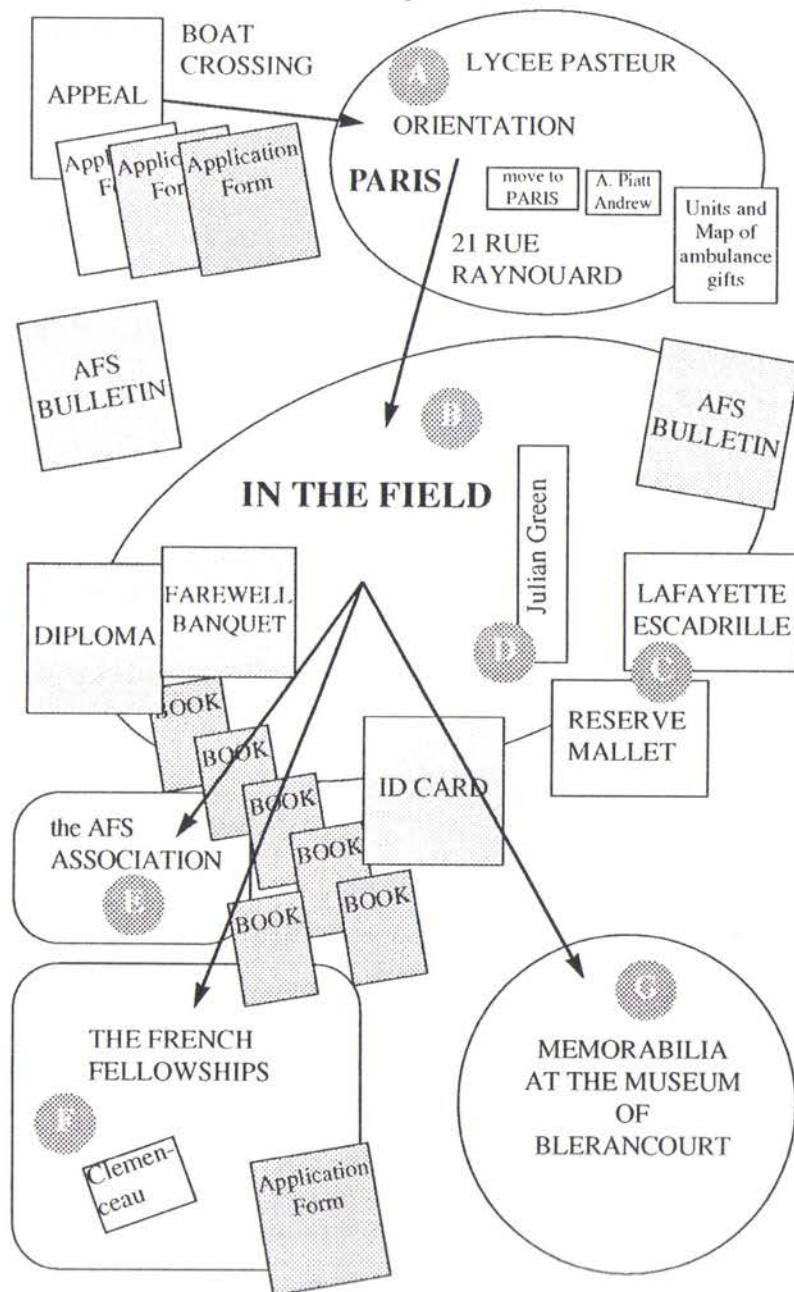 BOAT
CROSSING
APPEAL
Application
Form
A
LYCEE PASTEUR
ORIENTATION
PARIS
move to
PARIS
A. Piatt
Andrew
Units and
Map of
ambulance
gifts
21 RUE
RAYNOUARD
AFS
BULLETIN
B
AFS
BULLETIN
IN THE FIELD
Julian Green
DIPLOMA
FAREWELL
BANQUET
D
LAFAYETTE
ESCADRILLE
C
RESERVE
MALLET
BOOK
BOOK
BOOK
BOOK
BOOK
BOOK
ID CARD
the AFS
ASSOCIATION
E
THE FRENCH
FELLOWSHIPS
F
Clemen-
ceau
Application
Form
G
MEMORABILIA
AT THE MUSEUM
OF
BLERANCOURT